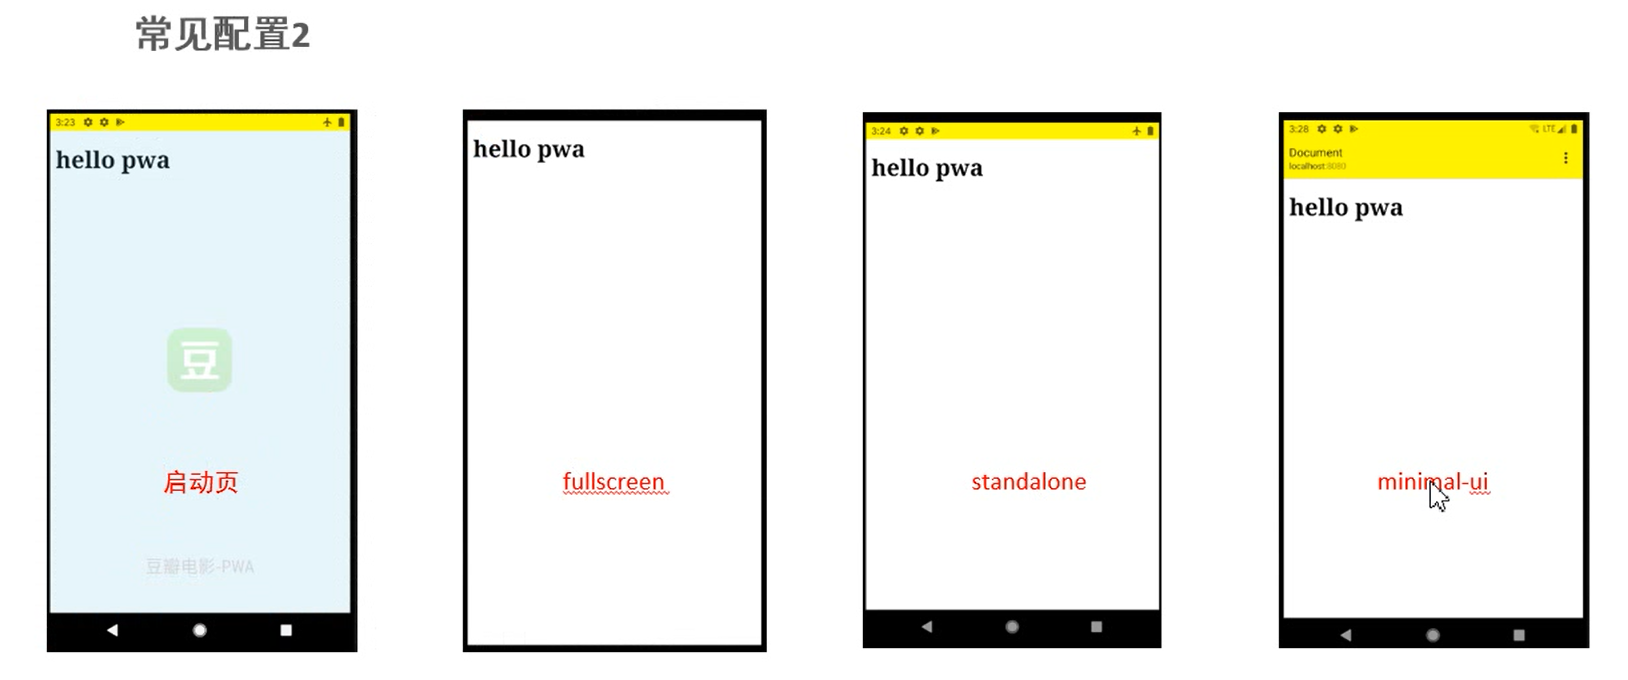 常见配置2
3:23
hello pwa
豆
启动页
豆瓣电影-PWA
hello pwa
fullscreen
3:24
hello pwa
standalone
3:28
LTE
Document
localhost:8080
hello pwa
minimal-ui